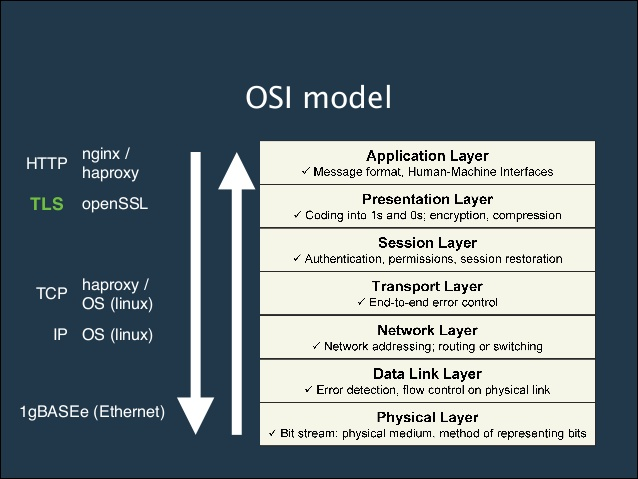 OSI model
HTTP
nginx /
haproxy
TLS
openSSL
TCP
haproxy /
OS (linux)
IP
OS (linux)
1gBASEe (Ethernet)
Application Layer
✓ Message format, Human-Machine Interfaces
Presentation Layer
✓ Coding into 1s and 0s; encryption, compression
Session Layer
✓ Authentication, permissions, session restoration
Transport Layer
✓ End-to-end error control
Network Layer
✓ Network addressing; routing or switching
Data Link Layer
✓ Error detection, flow control on physical link
Physical Layer
✓ Bit stream: physical medium, method of representing bits